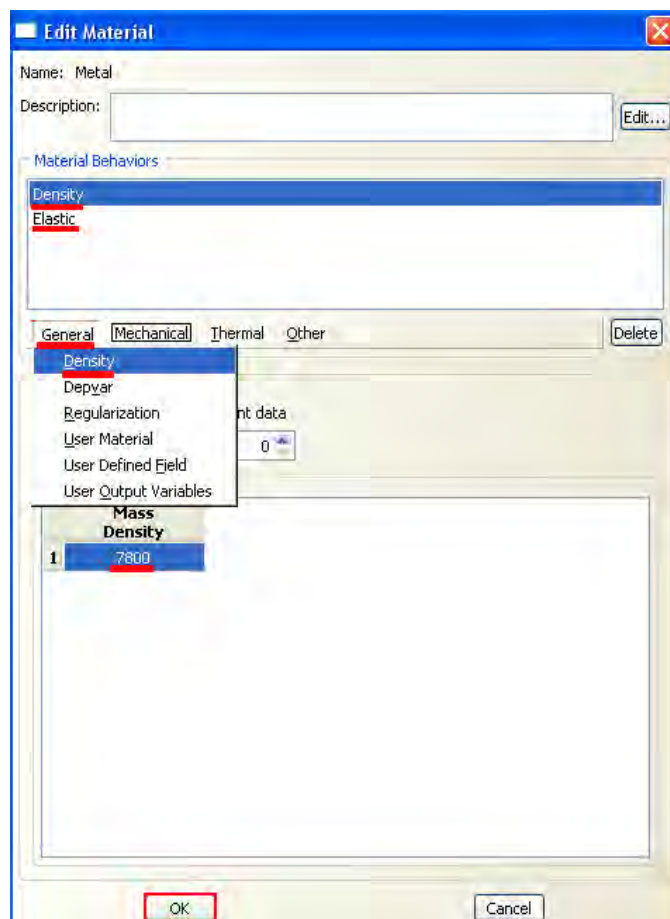 Edit Material
Name: Metal
Description:
Edit...
Material Behaviors
Density
Elastic
General Mechanical Thermal Other Delete
Density
Depvar
Regularization
nt data
User Material
0
User Defined Field
User Output Variables
Mass
Density
1 7800
OK Cancel